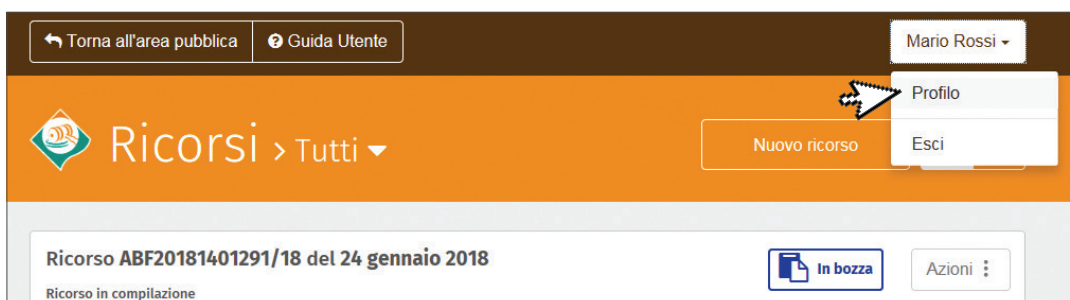 Torna all'area pubblica
Guida Utente
Mario Rossi
Profilo
Ricorsi > Tutti
Nuovo ricorso
Esci
Ricorso ABF20181401291/18 del 24 gennaio 2018
In bozza
Azioni
Ricorso in compilazione